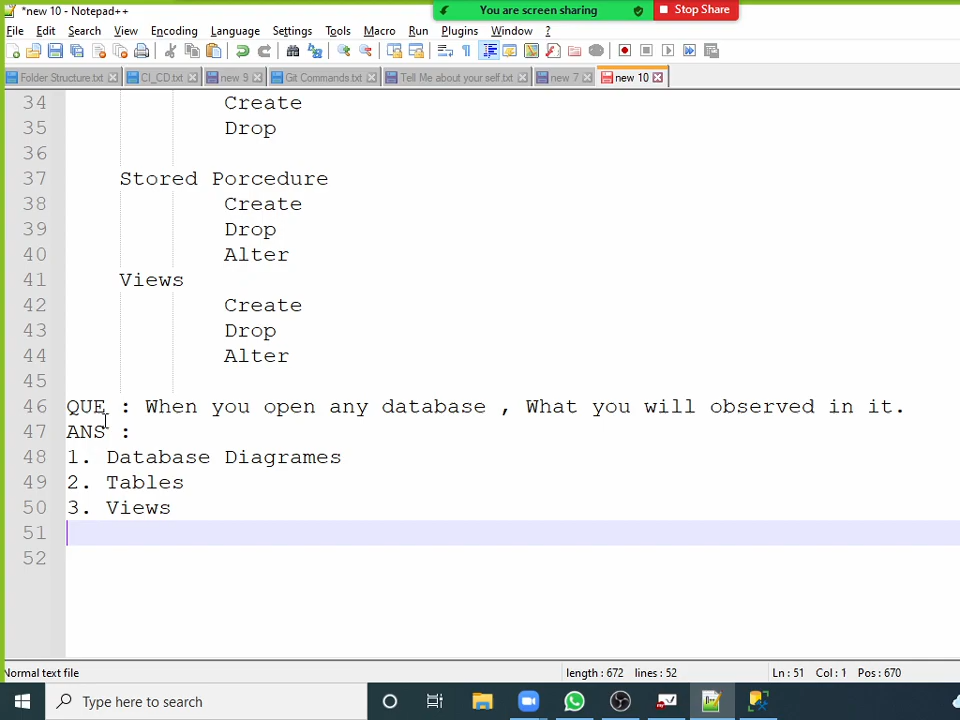 *new 10 - Notepad++
You are screen sharing
Stop Share
File Edit Search View Encoding Language Settings Tools Macro Run Plugins Window ?
Folder Structure.txt CI_CD.txt new 9 Git Commands.txt Tell Me about your self.txt new 7 new 10
34 Create
35 Drop
36
37 Stored Porcedure
38 Create
39 Drop
40 Alter
41 Views
42 Create
43 Drop
44 Alter
45
46 QUE : When you open any database , What you will observed in it.
47 ANS :
48 1. Database Diagrames
49 2. Tables
50 3. Views
51
52
Normal text file length : 672 lines : 52 Ln : 51 Col : 1 Pos : 670
Type here to search